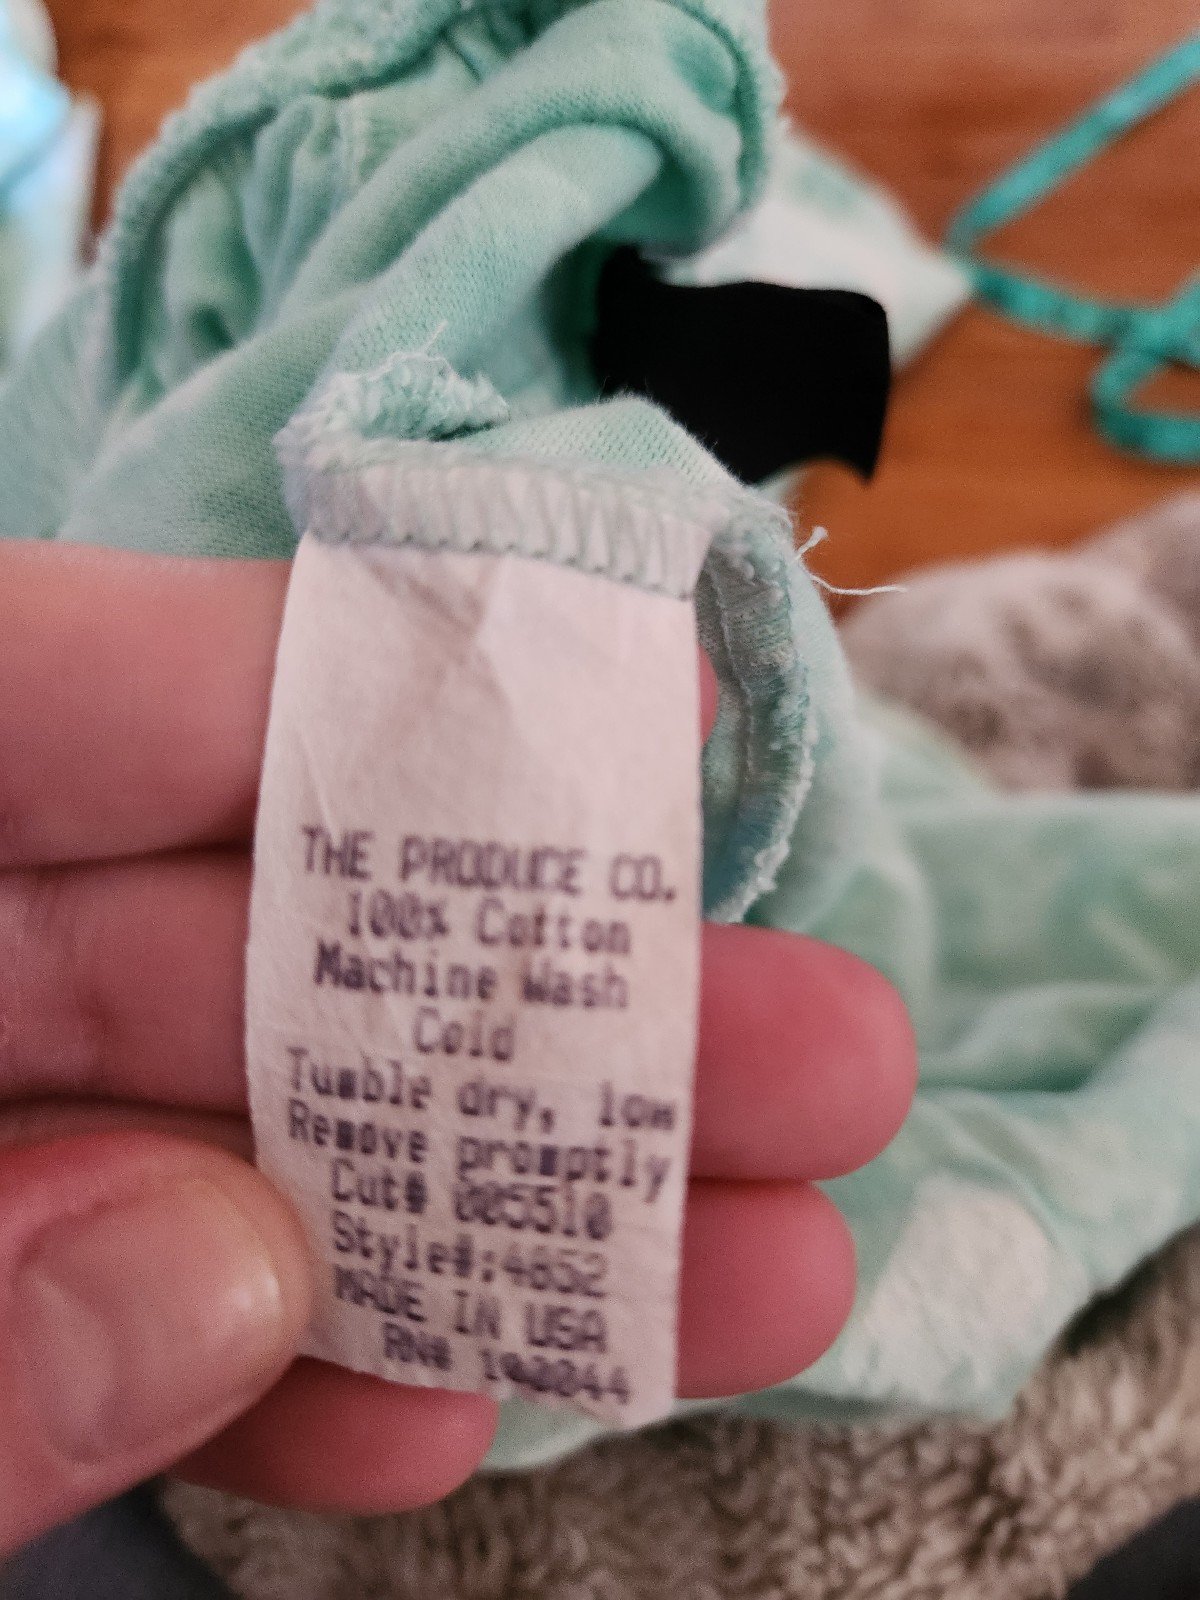 THE PRODUCE CO.
100% Cotton
Machine Wash
Cold
Tumble dry, low
Remove promptly
Cut# 005510
Style#:4852
MADE IN USA
RN# 100044